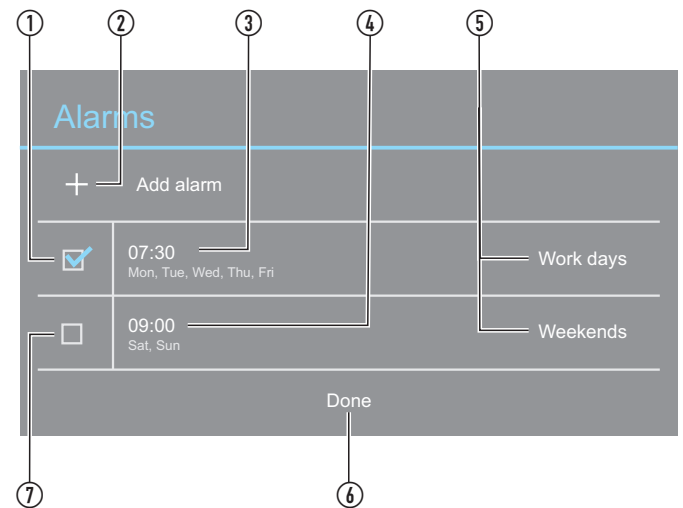 ① ② ③ ④ ⑤
Alarms
Add alarm
07:30
Mon, Tue, Wed, Thu, Fri
Work days
09:00
Sat, Sun
Weekends
Done
⑦ ⑥